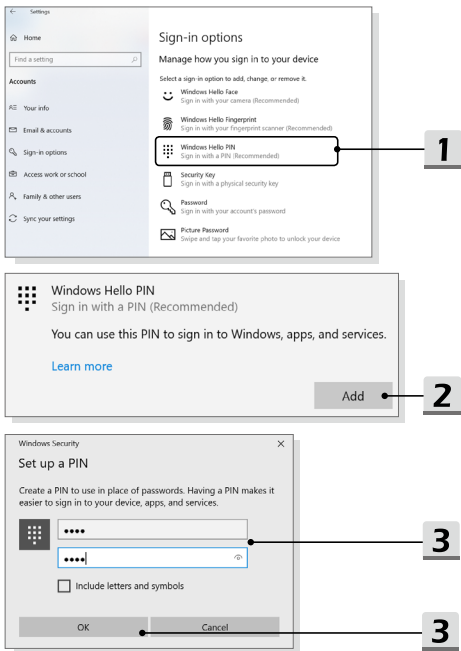 Settings
Home
Find a setting
Accounts
Your info
Email & accounts
Sign-in options
Access work or school
Family & other users
Sync your settings
Sign-in options
Manage how you sign in to your device
Select a sign-in option to add, change, or remove it.
Windows Hello Face
Sign in with your camera (Recommended)
Windows Hello Fingerprint
Sign in with your fingerprint scanner (Recommended)
Windows Hello PIN
Sign in with a PIN (Recommended)
Security Key
Sign in with a physical security key
Password
Sign in with your account's password
Picture Password
Swipe and tap your favorite photo to unlock your device
1
Windows Hello PIN
Sign in with a PIN (Recommended)
You can use this PIN to sign in to Windows, apps, and services.
Learn more
Add
2
Windows Security
Set up a PIN
Create a PIN to use in place of passwords. Having a PIN makes it
easier to sign in to your device, apps, and services.
3
Include letters and symbols
OK
Cancel
3